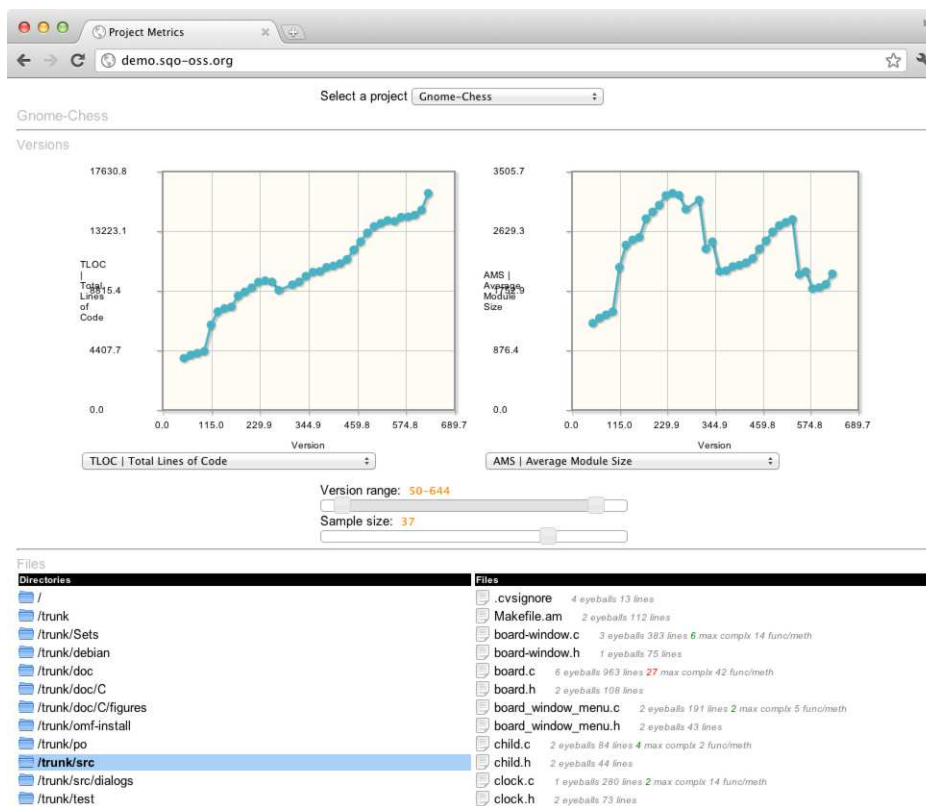 Project Metrics
demo.sqo-oss.org
Select a project Gnome-Chess
Gnome-Chess
Versions
17630.8
13223.1
8815.4
4407.7
0.0
TLOC |
Total
Lines
of
Code
0.0 115.0 229.9 344.9 459.8 574.8 689.7
Version
TLOC | Total Lines of Code
3505.7
2629.3
1752.9
876.4
0.0
AMS |
Average
Module
Size
0.0 115.0 229.9 344.9 459.8 574.8 689.7
Version
AMS | Average Module Size
Version range: 50-644
Sample size: 37
Files
Directories
/
/trunk
/trunk/Sets
/trunk/debian
/trunk/doc
/trunk/doc/C
/trunk/doc/C/figures
/trunk/omf-install
/trunk/po
/trunk/src
/trunk/src/dialogs
/trunk/test
Files
.cvsignore 4 eyeballs 13 lines
Makefile.am 2 eyeballs 112 lines
board-window.c 3 eyeballs 383 lines 6 max complx 14 func/meth
board-window.h 1 eyeballs 75 lines
board.c 6 eyeballs 963 lines 27 max complx 42 func/meth
board.h 2 eyeballs 108 lines
board_window_menu.c 2 eyeballs 191 lines 2 max complx 5 func/meth
board_window_menu.h 2 eyeballs 43 lines
child.c 2 eyeballs 84 lines 4 max complx 2 func/meth
child.h 2 eyeballs 44 lines
clock.c 1 eyeballs 280 lines 2 max complx 14 func/meth
clock.h 2 eyeballs 73 lines